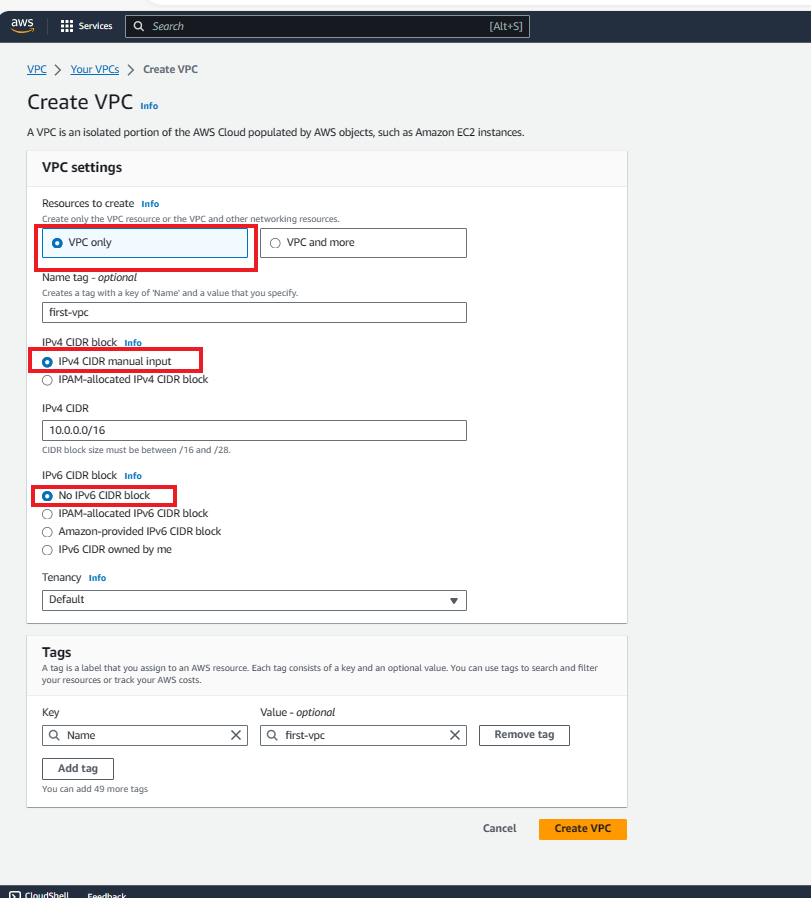 aws Services Search [Alt+S]
VPC > Your VPCs > Create VPC
Create VPC Info
A VPC is an isolated portion of the AWS Cloud populated by AWS objects, such as Amazon EC2 instances.
VPC settings
Resources to create Info
Create only the VPC resource or the VPC and other networking resources.
VPC only VPC and more
Name tag - optional
Creates a tag with a key of 'Name' and a value that you specify.
first-vpc
IPv4 CIDR block Info
IPv4 CIDR manual input
IPAM-allocated IPv4 CIDR block
IPv4 CIDR
10.0.0.0/16
CIDR block size must be between /16 and /28.
IPv6 CIDR block Info
No IPv6 CIDR block
IPAM-allocated IPv6 CIDR block
Amazon-provided IPv6 CIDR block
IPv6 CIDR owned by me
Tenancy Info
Default
Tags
A tag is a label that you assign to an AWS resource. Each tag consists of a key and an optional value. You can use tags to search and filter
your resources or track your AWS costs.
Key Value - optional
Name first-vpc Remove tag
Add tag
You can add 49 more tags
Cancel Create VPC
CloudShell Feedback